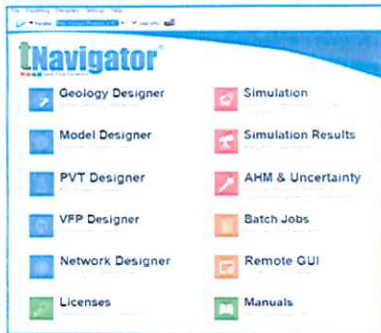 tNavigator
Geology Designer
Simulation
Model Designer
Simulation Results
PVT Designer
AHM & Uncertainty
VFP Designer
Batch Jobs
Network Designer
Remote GUI
Licenses
Manuals